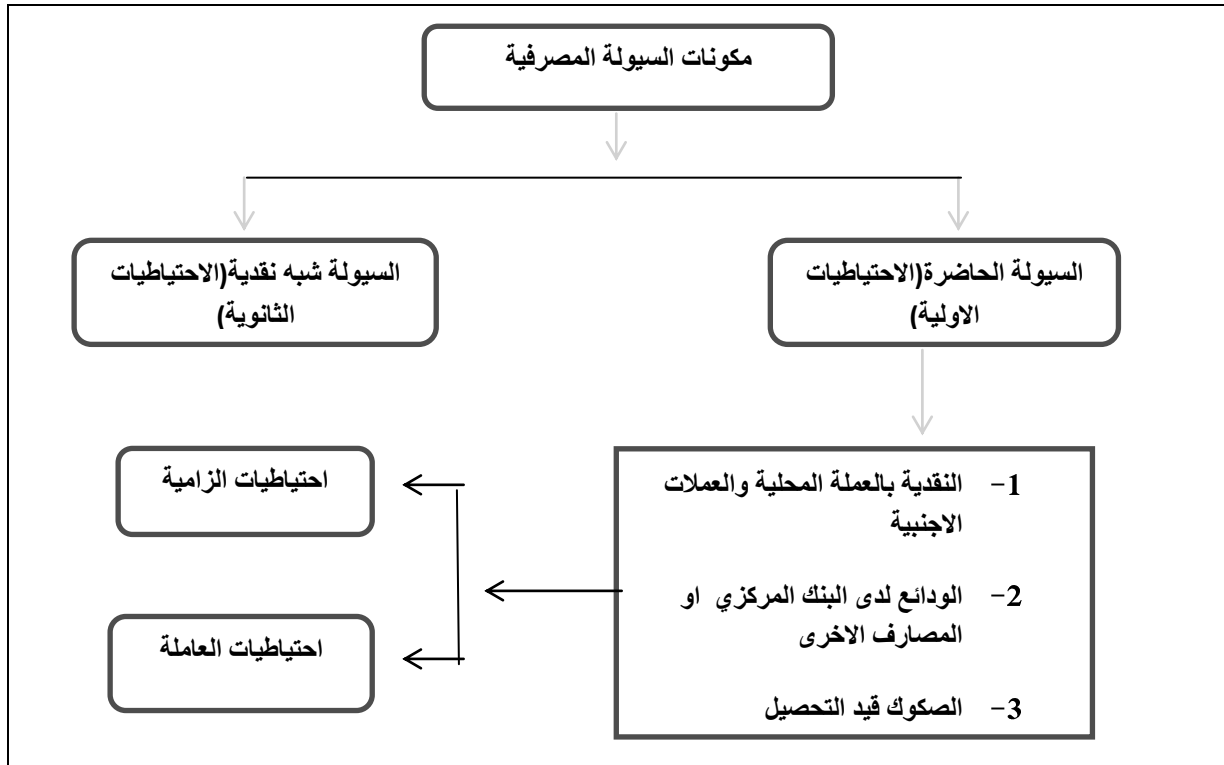 مكونات السيولة المصرفية
السيولة الحاضرة(الاحتياطيات
الاولية)
السيولة شبه نقدية(الاحتياطيات
الثانوية)
1- النقدية بالعملة المحلية والعملات
الاجنبية
2- الودائع لدى البنك المركزي او
المصارف الاخرى
3- الصكوك قيد التحصيل
احتياطيات الزامية
احتياطيات العاملة